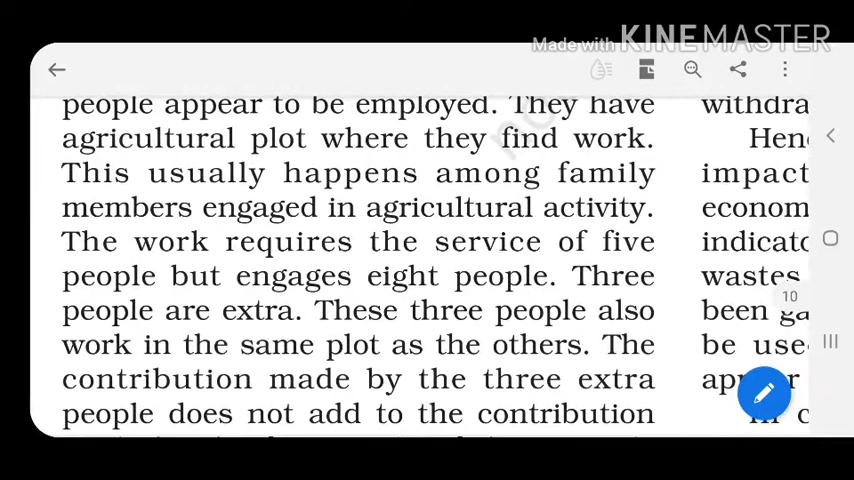 Made with KINEMASTER
people appear to be employed. They have
agricultural plot where they find work.
This usually happens among family
members engaged in agricultural activity.
The work requires the service of five
people but engages eight people. Three
people are extra. These three people also
work in the same plot as the others. The
contribution made by the three extra
people does not add to the contribution
withdra
Hen
impact
econom
indicato
wastes
10
been ga
be use